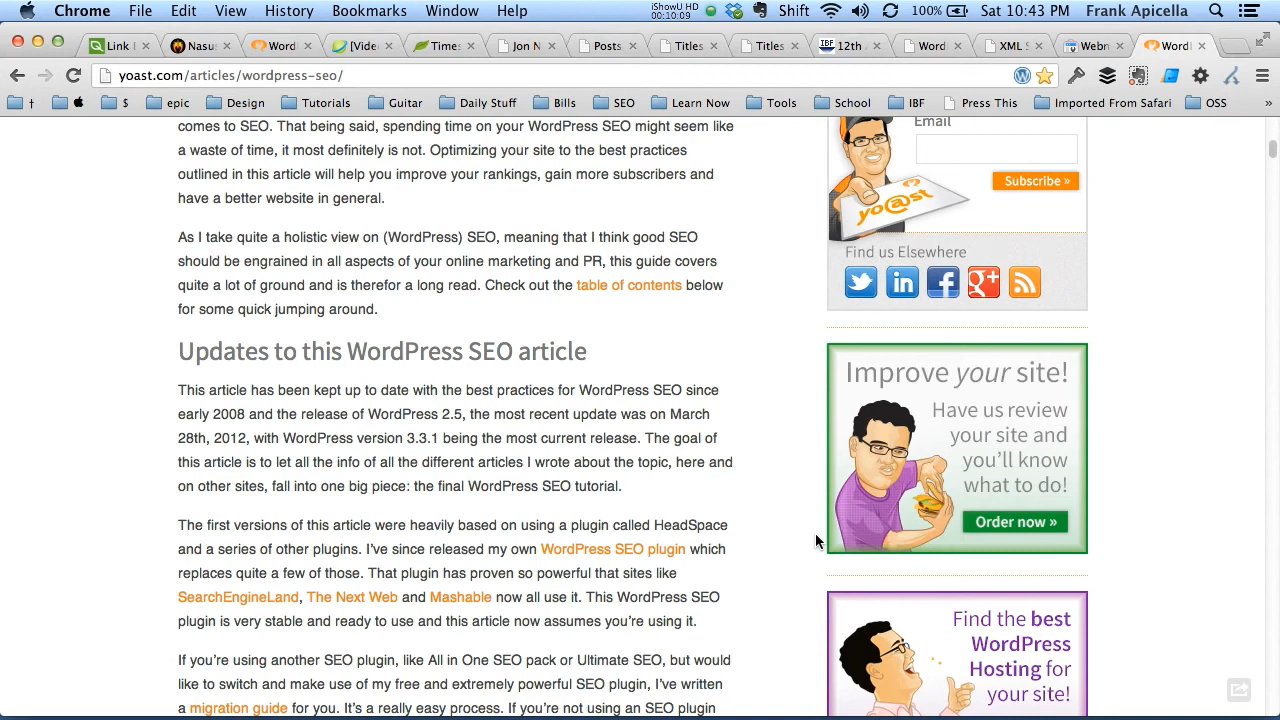 Chrome File Edit View History Bookmarks Window Help iShowU HD 00:10:09 Shift 100% Sat 10:43 PM Frank Apicella
Link Nasus Word [Vide Time: Jon N Posts Titles Titles IBF 12th Word XML S Webm Word
yoast.com/articles/wordpress-seo/
† $ epic Design Tutorials Guitar Daily Stuff Bills SEO Learn Now Tools School IBF Press This Imported From Safari OSS »
comes to SEO. That being said, spending time on your WordPress SEO might seem like
a waste of time, it most definitely is not. Optimizing your site to the best practices
outlined in this article will help you improve your rankings, gain more subscribers and
have a better website in general.
As I take quite a holistic view on (WordPress) SEO, meaning that I think good SEO
should be engrained in all aspects of your online marketing and PR, this guide covers
quite a lot of ground and is therefor a long read. Check out the table of contents below
for some quick jumping around.
Updates to this WordPress SEO article
This article has been kept up to date with the best practices for WordPress SEO since
early 2008 and the release of WordPress 2.5, the most recent update was on March
28th, 2012, with WordPress version 3.3.1 being the most current release. The goal of
this article is to let all the info of all the different articles I wrote about the topic, here and
on other sites, fall into one big piece: the final WordPress SEO tutorial.
The first versions of this article were heavily based on using a plugin called HeadSpace
and a series of other plugins. I've since released my own WordPress SEO plugin which
replaces quite a few of those. That plugin has proven so powerful that sites like
SearchEngineLand, The Next Web and Mashable now all use it. This WordPress SEO
plugin is very stable and ready to use and this article now assumes you're using it.
If you're using another SEO plugin, like All in One SEO pack or Ultimate SEO, but would
like to switch and make use of my free and extremely powerful SEO plugin, I've written
a migration guide for you. It's a really easy process. If you're not using an SEO plugin
Email
Subscribe »
yo@st
Find us Elsewhere
Improve your site!
Have us review
your site and
you'll know
what to do!
Order now »
Find the best
WordPress
Hosting for
your site!